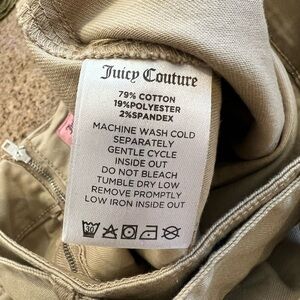 Juicy Couture
79% COTTON
19%POLYESTER
2%SPANDEX
MACHINE WASH COLD
SEPARATELY
GENTLE CYCLE
INSIDE OUT
DO NOT BLEACH
TUMBLE DRY LOW
REMOVE PROMPTLY
LOW IRON INSIDE OUT
30